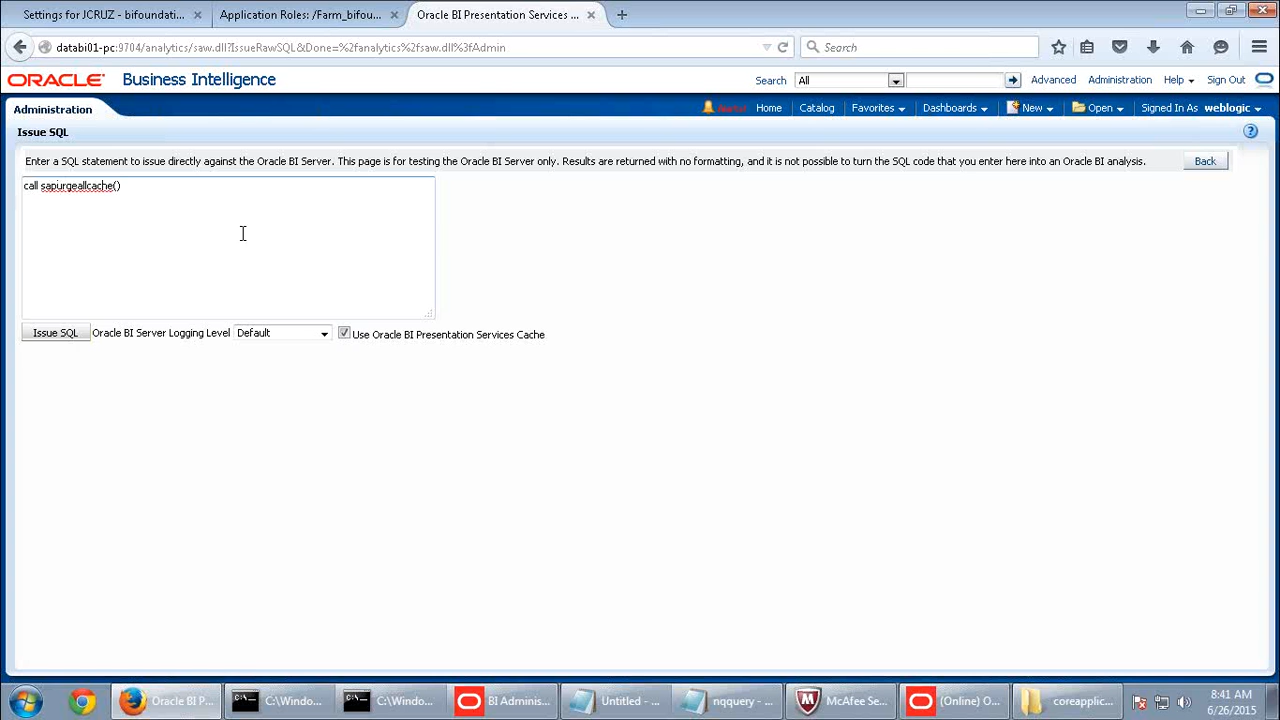 Settings for JCRUZ - bifoundati...
Application Roles: /Farm_bifou...
Oracle BI Presentation Services...
databi01-pc:9704/analytics/saw.dll?IssueRawSQL&Done=%2fanalytics%2fsaw.dll%3fAdmin
Search
ORACLE Business Intelligence
Search All Advanced Administration Help Sign Out
Administration
Home Catalog Favorites Dashboards New Open Signed In As weblogic
Issue SQL
Enter a SQL statement to issue directly against the Oracle BI Server. This page is for testing the Oracle BI Server only. Results are returned with no formatting, and it is not possible to turn the SQL code that you enter here into an Oracle BI analysis.
Back
call sapurgeallcache()
Issue SQL Oracle BI Server Logging Level Default Use Oracle BI Presentation Services Cache
Oracle BI P... C:\Windo... C:\Windo... BI Adminis... Untitled - ... nqquery - ... McAfee Se... (Online) O... coreapplic...
8:41 AM
6/26/2015